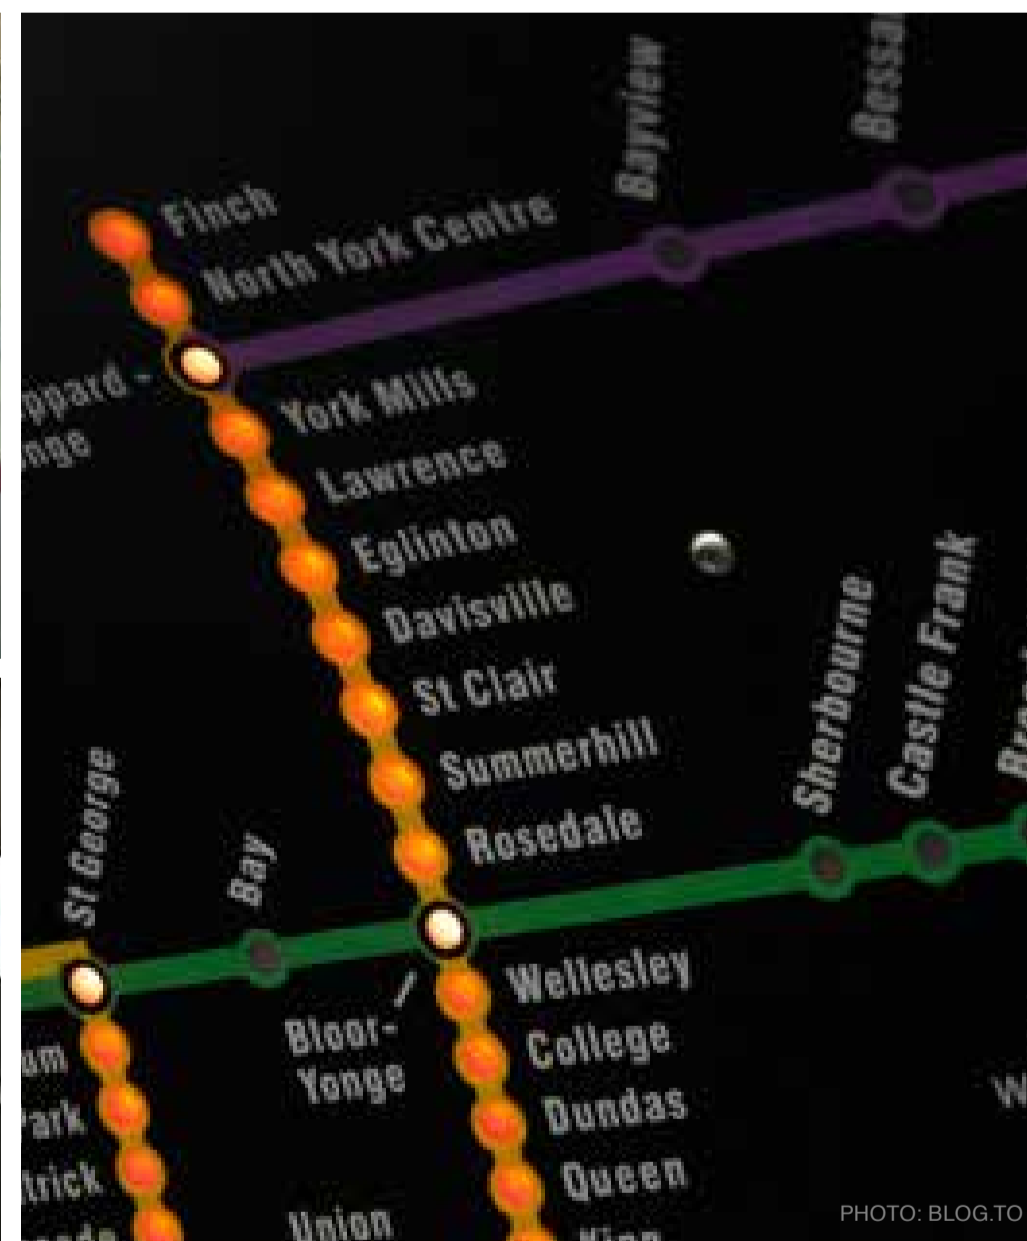 Bayview
Finch
North York Centre
York Mills
Lawrence
Eglinton
Davisville
St Clair
Summerhill
Rosedale
Sherbourne
Castle Frank
St George
Bay
Bloor-
Yonge
Wellesley
College
Dundas
Queen
Union
PHOTO: BLOG.TO